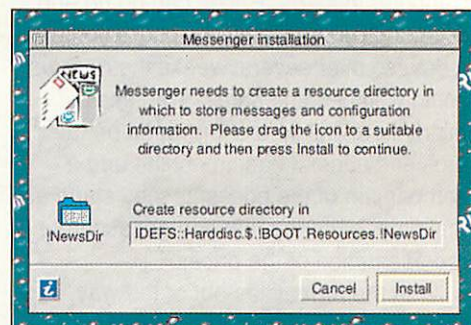 Messenger installation
NEWS
Messenger needs to create a resource directory in
which to store messages and configuration
information. Please drag the icon to a suitable
directory and then press Install to continue.
!NewsDir
Create resource directory in
IDEFS::Harddisc.$.!BOOT.Resources.!NewsDir
i
Cancel
Install